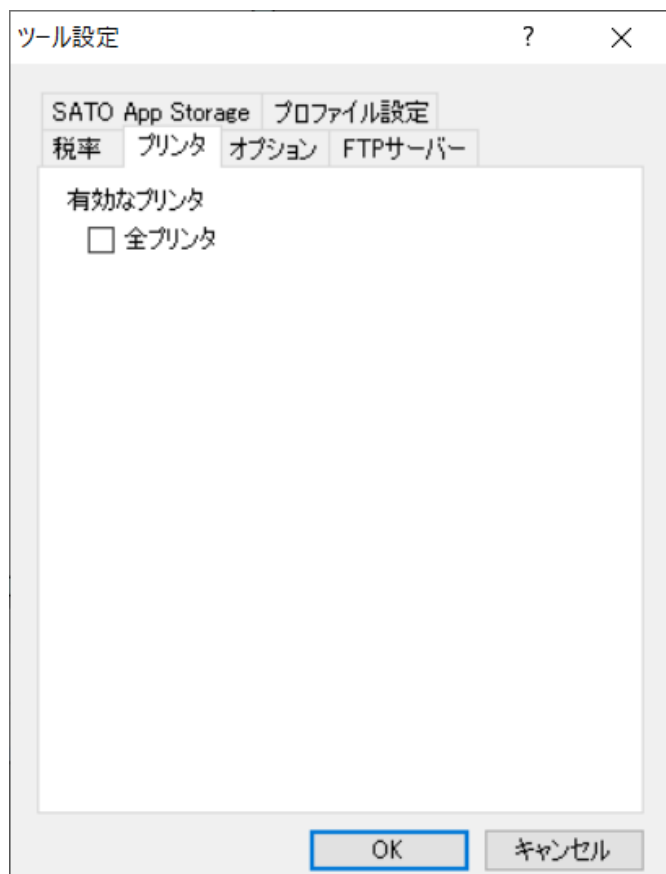 ツール設定 ?
SATO App Storage プロファイル設定
税率 プリンタ オプション FTPサーバー
有効なプリンタ
全プリンタ
OK キャンセル